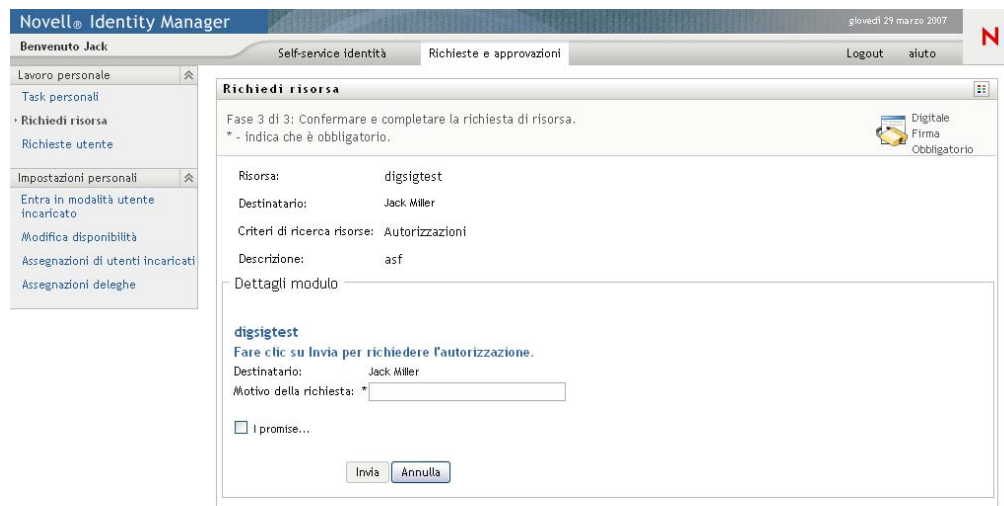 Novell® Identity Manager
giovedì 29 marzo 2007
N
Benvenuto Jack
Self-service identità
Richieste e approvazioni
Logout
aiuto
Lavoro personale
Task personali
Richiedi risorsa
Richieste utente
Impostazioni personali
Entra in modalità utente
incaricato
Modifica disponibilità
Assegnazioni di utenti incaricati
Assegnazioni deleghe
Richiedi risorsa
Fase 3 di 3: Confermare e completare la richiesta di risorsa.
* - indica che è obbligatorio.
Digitale
Firma
Obbligatorio
Risorsa: digsigtest
Destinatario: Jack Miller
Criteri di ricerca risorse: Autorizzazioni
Descrizione: asf
Dettagli modulo
digsigtest
Fare clic su Invia per richiedere l'autorizzazione.
Destinatario: Jack Miller
Motivo della richiesta: *
I promise...
Invia Annulla